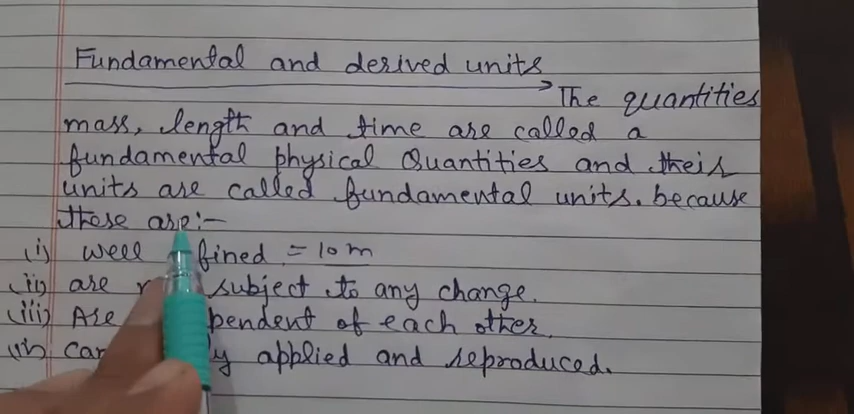 Fundamental and derived units
The quantities
mass, length and time are called a
fundamental physical Quantities and their
units are called fundamental units. because
these are:-
(i) well fined = 10 m
(ii) are subject to any change.
(iii) Are pendent of each other.
applied and reproduced.